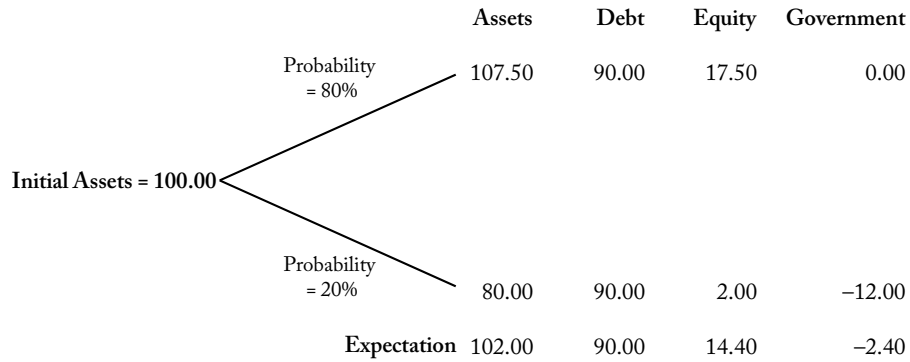 Assets Debt Equity Government
Probability
= 80%
107.50 90.00 17.50 0.00
Initial Assets = 100.00
Probability
= 20%
80.00 90.00 2.00 –12.00
Expectation 102.00 90.00 14.40 –2.40